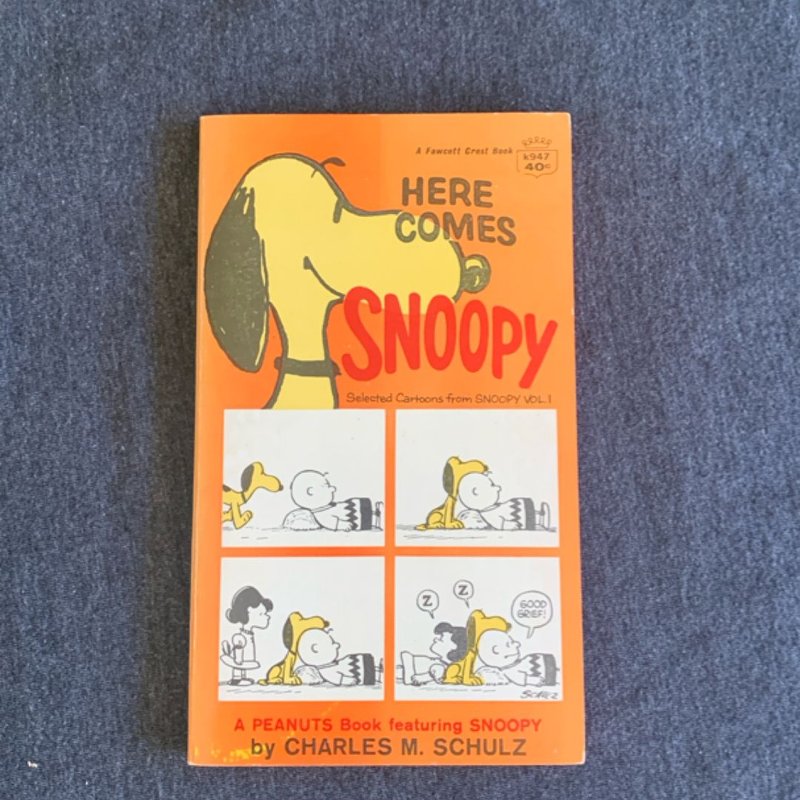 A Fawcett Crest Book
k947
40¢
HERE
COMES
SNOOPY
Selected Cartoons from SNOOPY VOL.1
Z
Z
GOOD
GRIEF!
A PEANUTS Book featuring SNOOPY
by CHARLES M. SCHULZ